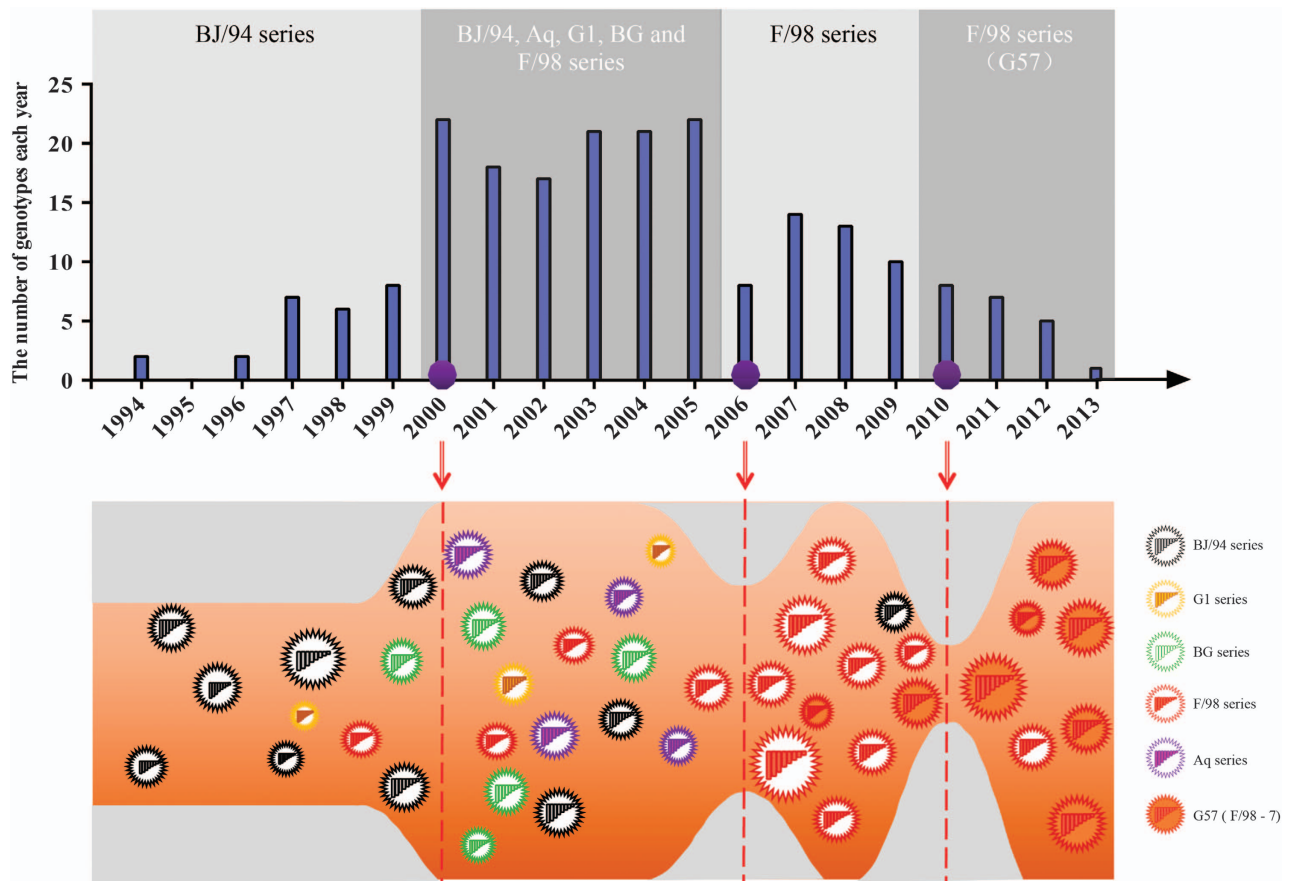 BJ/94 series
BJ/94, Aq, G1, BG and
F/98 series
F/98 series
F/98 series
（G57）
The number of genotypes each year
25
20
15
10
5
0
1994
1995
1996
1997
1998
1999
2000
2001
2002
2003
2004
2005
2006
2007
2008
2009
2010
2011
2012
2013
BJ/94 series
G1 series
BG series
F/98 series
Aq series
G57 ( F/98 - 7)